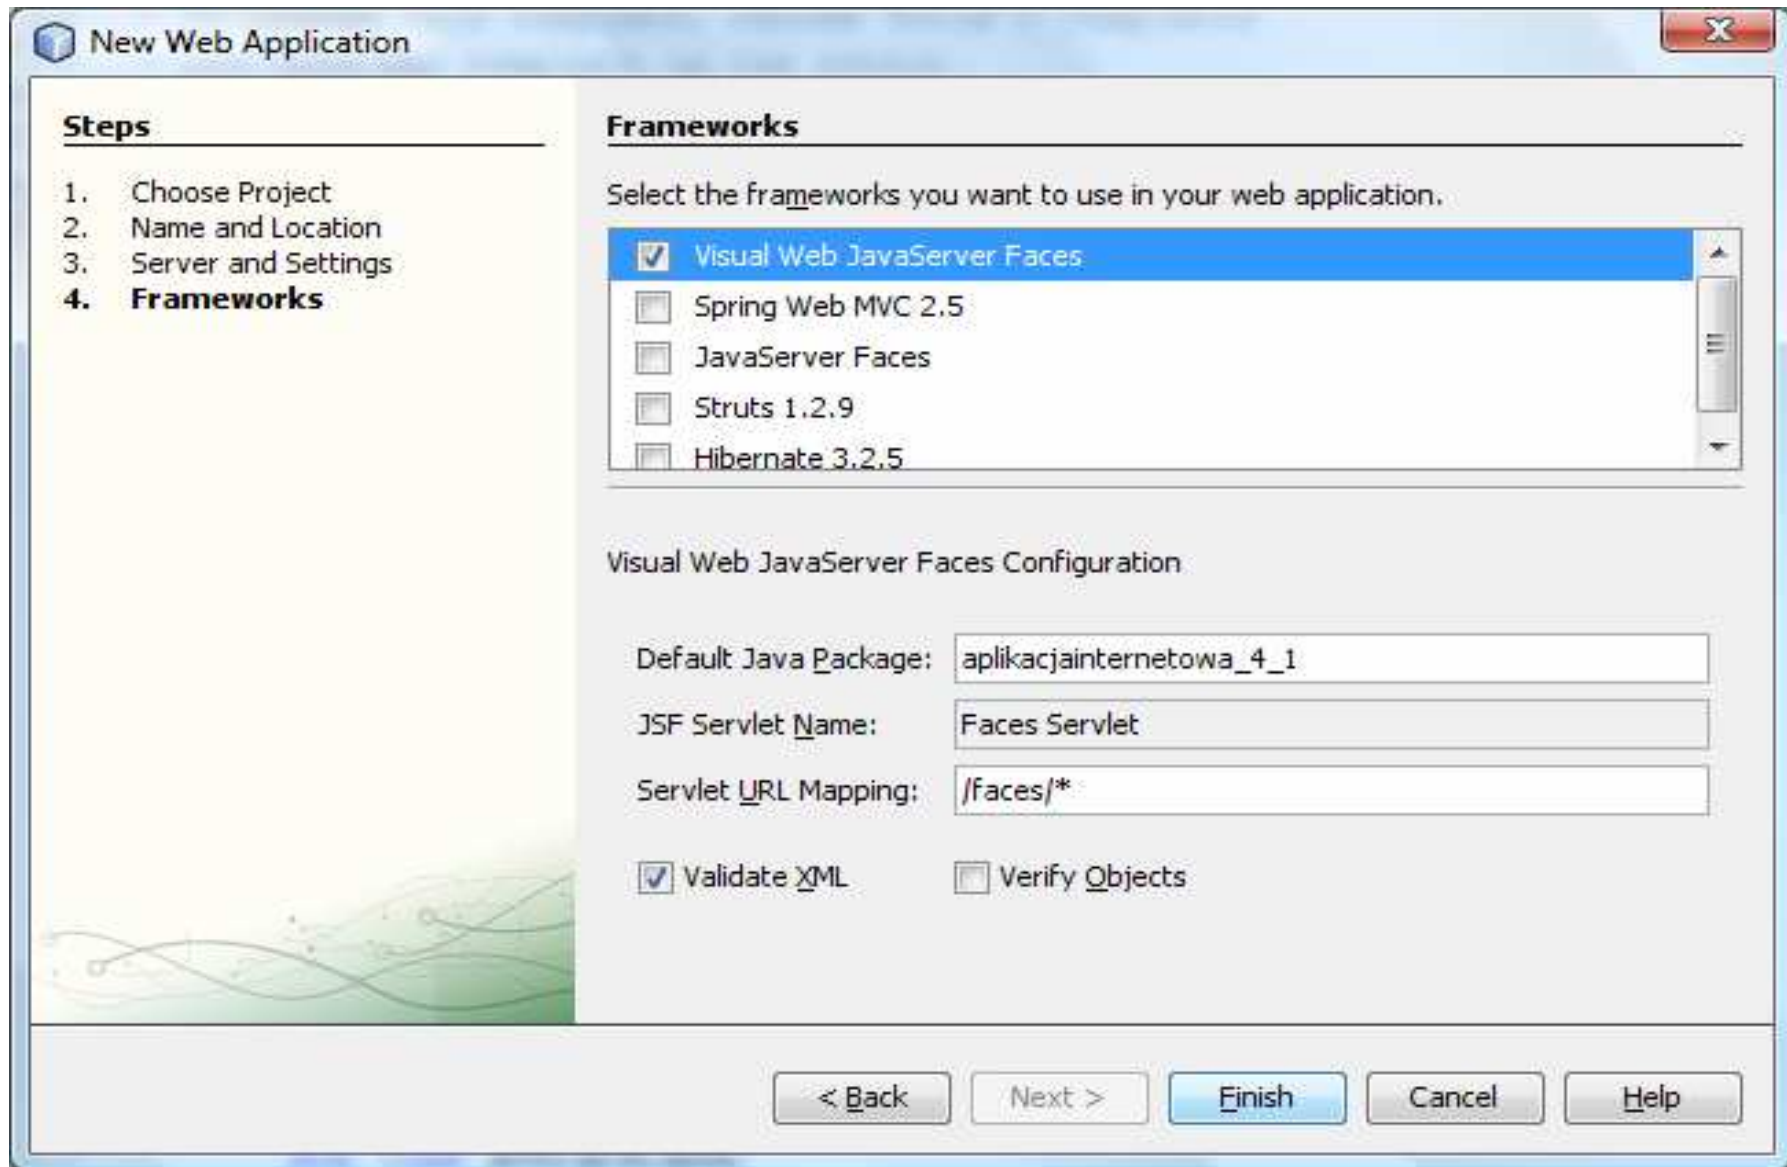 New Web Application
Steps
1. Choose Project
2. Name and Location
3. Server and Settings
4. Frameworks
Frameworks
Select the frameworks you want to use in your web application.
Visual Web JavaServer Faces
Spring Web MVC 2.5
JavaServer Faces
Struts 1.2.9
Hibernate 3.2.5
Visual Web JavaServer Faces Configuration
Default Java Package: aplikacjainternetowa_4_1
JSF Servlet Name: Faces Servlet
Servlet URL Mapping: /faces/*
Validate XML Verify Objects
< Back Next > Finish Cancel Help